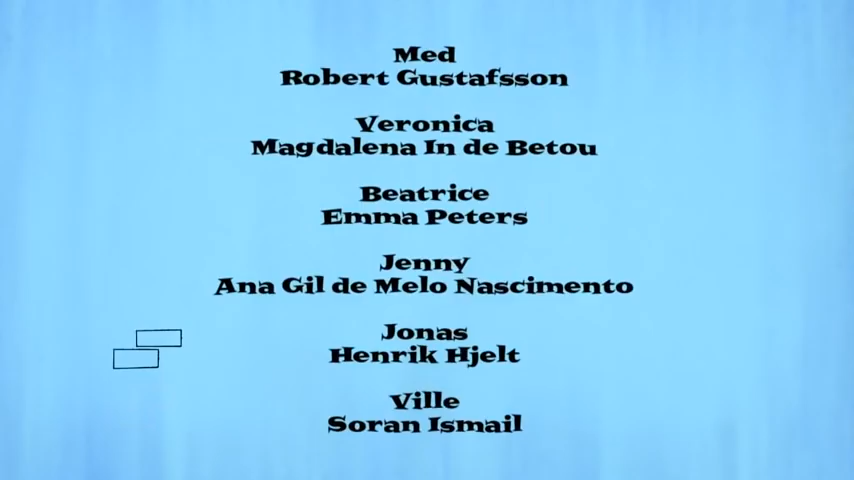 Med
Robert Gustafsson
Veronica
Magdalena In de Betou
Beatrice
Emma Peters
Jenny
Ana Gil de Melo Nascimento
Jonas
Henrik Hjelt
Ville
Soran Ismail